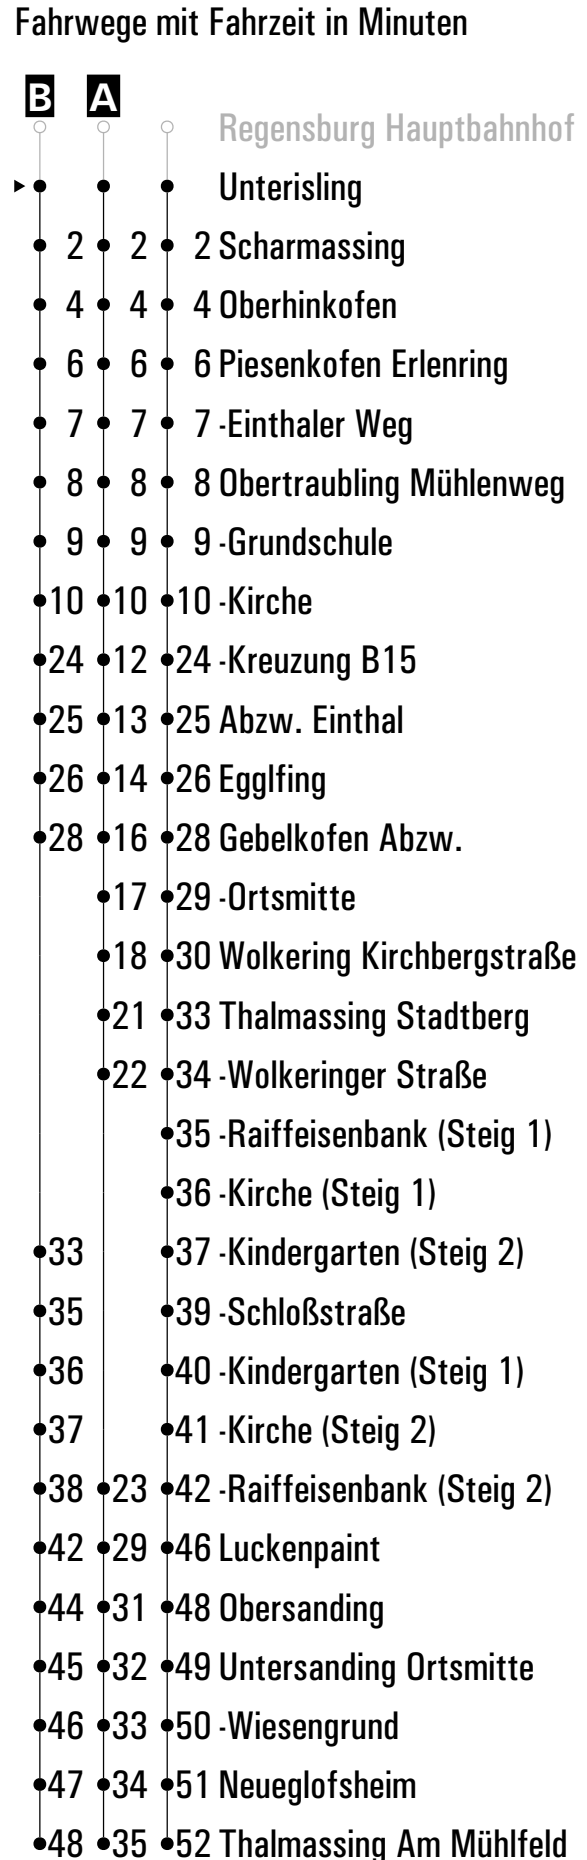 Fahrwege mit Fahrzeit in Minuten
B A
Regensburg Hauptbahnhof
Unterisling
2 2 2 Scharmassing
4 4 4 Oberhinkofen
6 6 6 Piesenkofen Erlenring
7 7 7 -Einthaler Weg
8 8 8 Obertraubling Mühlenweg
9 9 9 -Grundschule
10 10 10 -Kirche
24 12 24 -Kreuzung B15
25 13 25 Abzw. Einthal
26 14 26 Egglfing
28 16 28 Gebelkofen Abzw.
17 29 -Ortsmitte
18 30 Wolkering Kirchbergstraße
21 33 Thalmassing Stadtberg
22 34 -Wolkeringer Straße
35 -Raiffeisenbank (Steig 1)
36 -Kirche (Steig 1)
33 37 -Kindergarten (Steig 2)
35 39 -Schloßstraße
36 40 -Kindergarten (Steig 1)
37 41 -Kirche (Steig 2)
38 23 42 -Raiffeisenbank (Steig 2)
42 29 46 Luckenpaint
44 31 48 Obersanding
45 32 49 Untersanding Ortsmitte
46 33 50 -Wiesengrund
47 34 51 Neueglofsheim
48 35 52 Thalmassing Am Mühlfeld